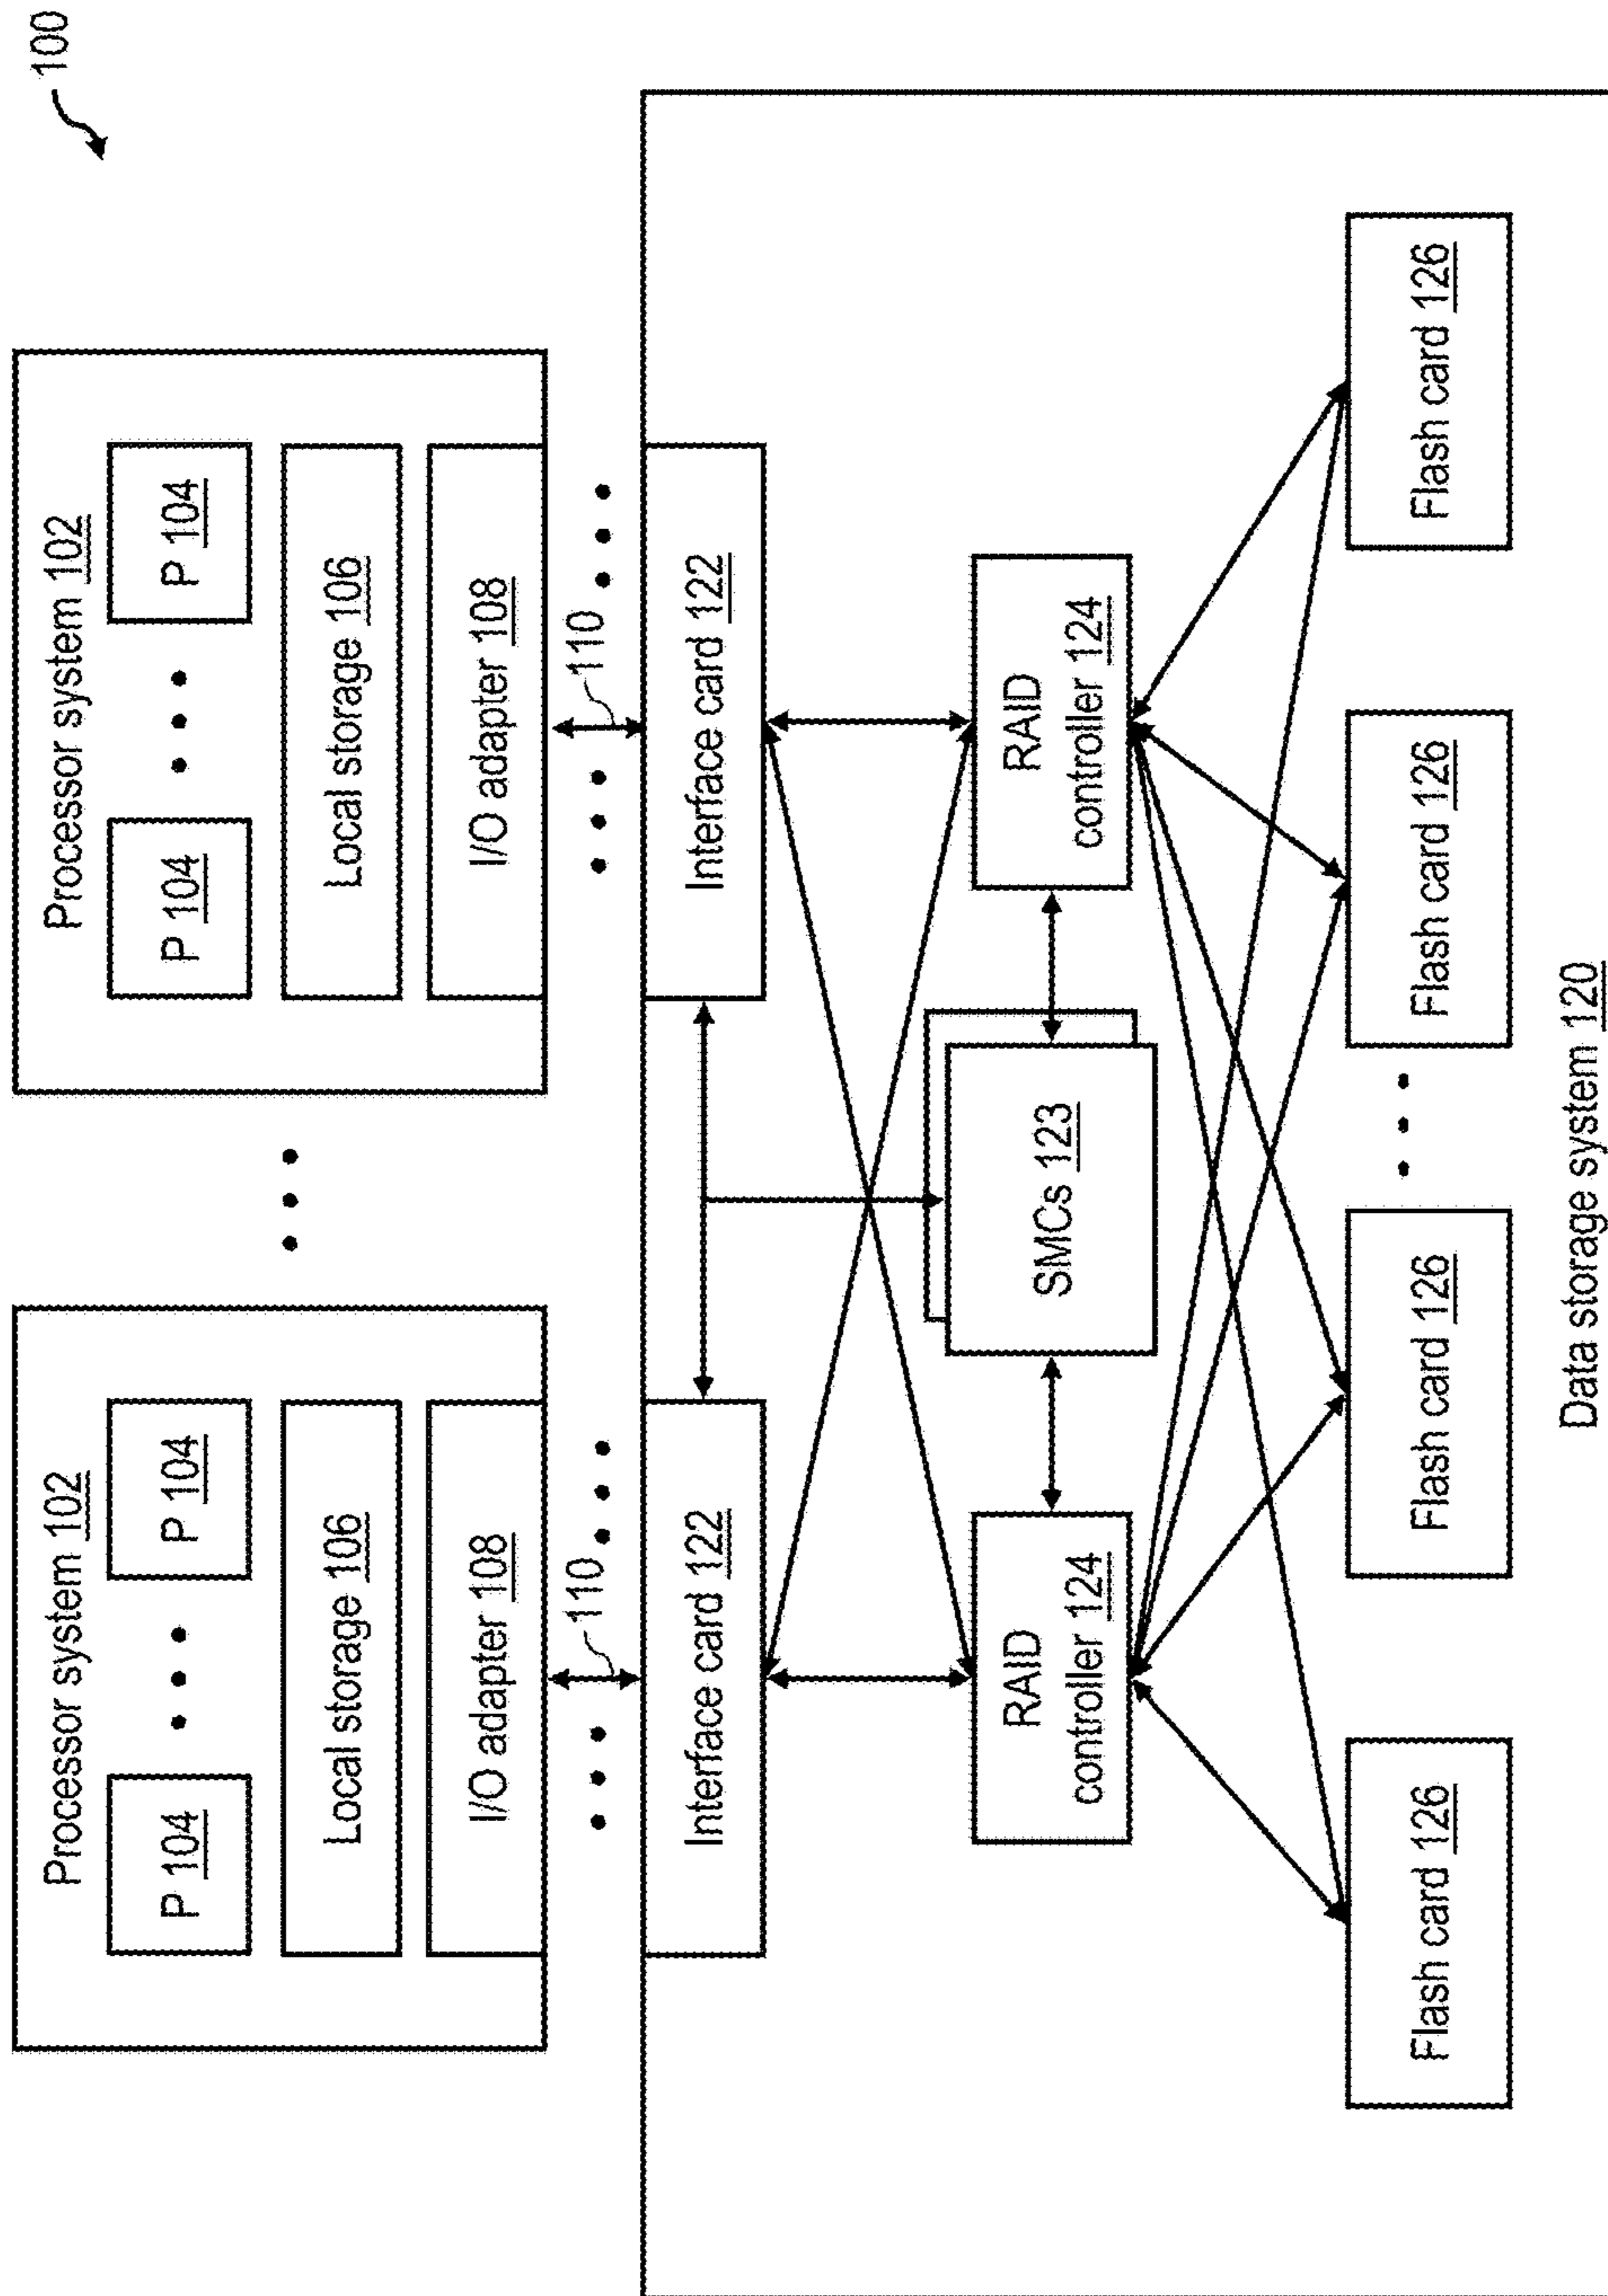 100
Processor system 102
P 104
P 104
Local storage 106
I/O adapter 108
110
Processor system 102
P 104
P 104
Local storage 106
I/O adapter 108
110
Interface card 122
Interface card 122
RAID
controller 124
SMCs 123
RAID
controller 124
Flash card 126
Flash card 126
Flash card 126
Flash card 126
Data storage system 120